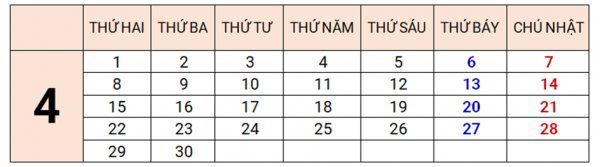 THỨ HAI THỨ BA THỨ TƯ THỨ NĂM THỨ SÁU THỨ BẢY CHỦ NHẬT
1 2 3 4 5 6 7
8 9 10 11 12 13 14
4
15 16 17 18 19 20 21
22 23 24 25 26 27 28
29 30